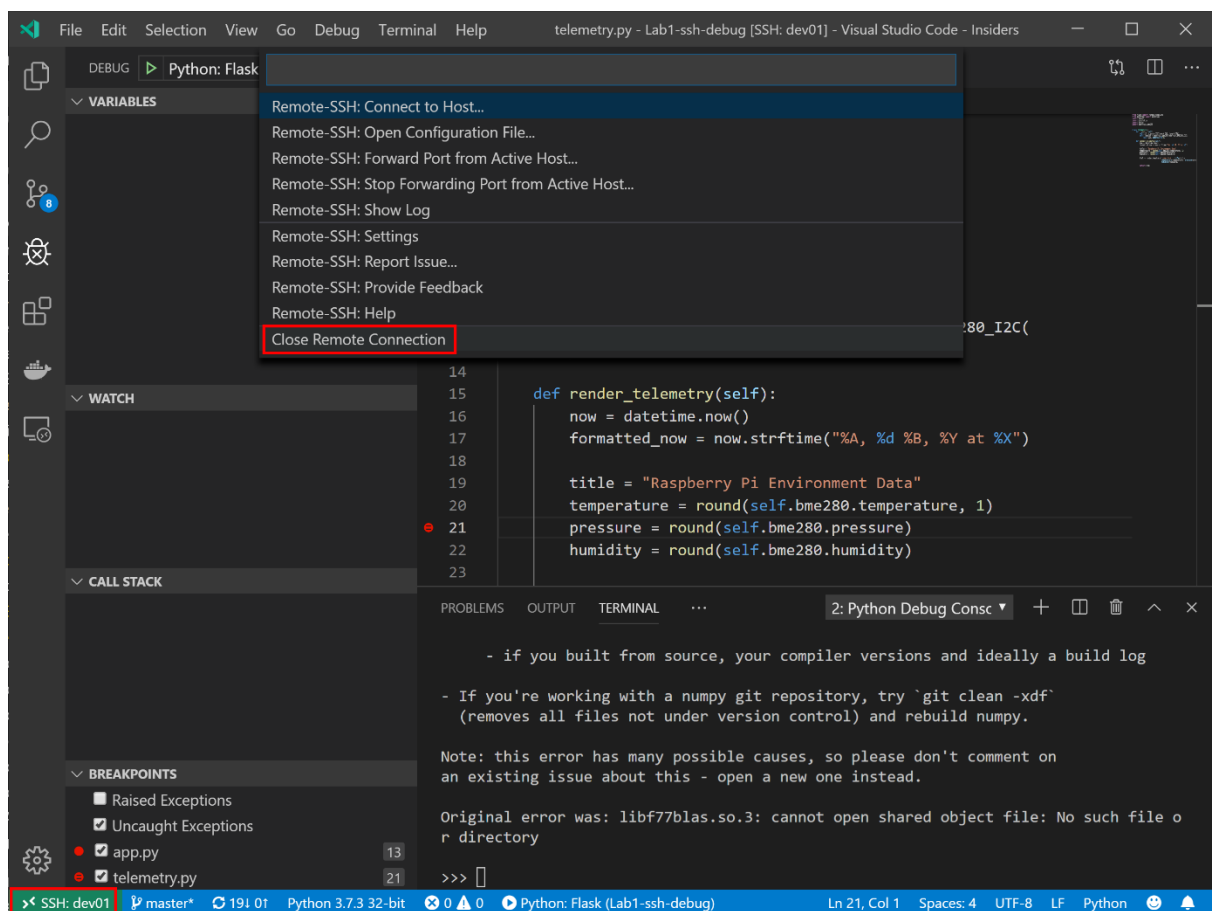 File Edit Selection View Go Debug Terminal Help telemetry.py - Lab1-ssh-debug [SSH: dev01] - Visual Studio Code - Insiders
DEBUG Python: Flask
VARIABLES
Remote-SSH: Connect to Host...
Remote-SSH: Open Configuration File...
Remote-SSH: Forward Port from Active Host...
Remote-SSH: Stop Forwarding Port from Active Host...
Remote-SSH: Show Log
Remote-SSH: Settings
Remote-SSH: Report Issue...
Remote-SSH: Provide Feedback
Remote-SSH: Help
Close Remote Connection
8
280_I2C(
14
15 def render_telemetry(self):
16 now = datetime.now()
17 formatted_now = now.strftime("%A, %d %B, %Y at %X")
18
19 title = "Raspberry Pi Environment Data"
20 temperature = round(self.bme280.temperature, 1)
21 pressure = round(self.bme280.pressure)
22 humidity = round(self.bme280.humidity)
23
WATCH
CALL STACK
PROBLEMS OUTPUT TERMINAL ... 2: Python Debug Consc
- if you built from source, your compiler versions and ideally a build log
- If you're working with a numpy git repository, try `git clean -xdf`
(removes all files not under version control) and rebuild numpy.
Note: this error has many possible causes, so please don't comment on
an existing issue about this - open a new one instead.
Original error was: libf77blas.so.3: cannot open shared object file: No such file o
r directory
>>>
BREAKPOINTS
Raised Exceptions
Uncaught Exceptions
app.py 13
telemetry.py 21
SSH: dev01 master* 19↓ 0↑ Python 3.7.3 32-bit 0 0 Python: Flask (Lab1-ssh-debug) Ln 21, Col 1 Spaces: 4 UTF-8 LF Python